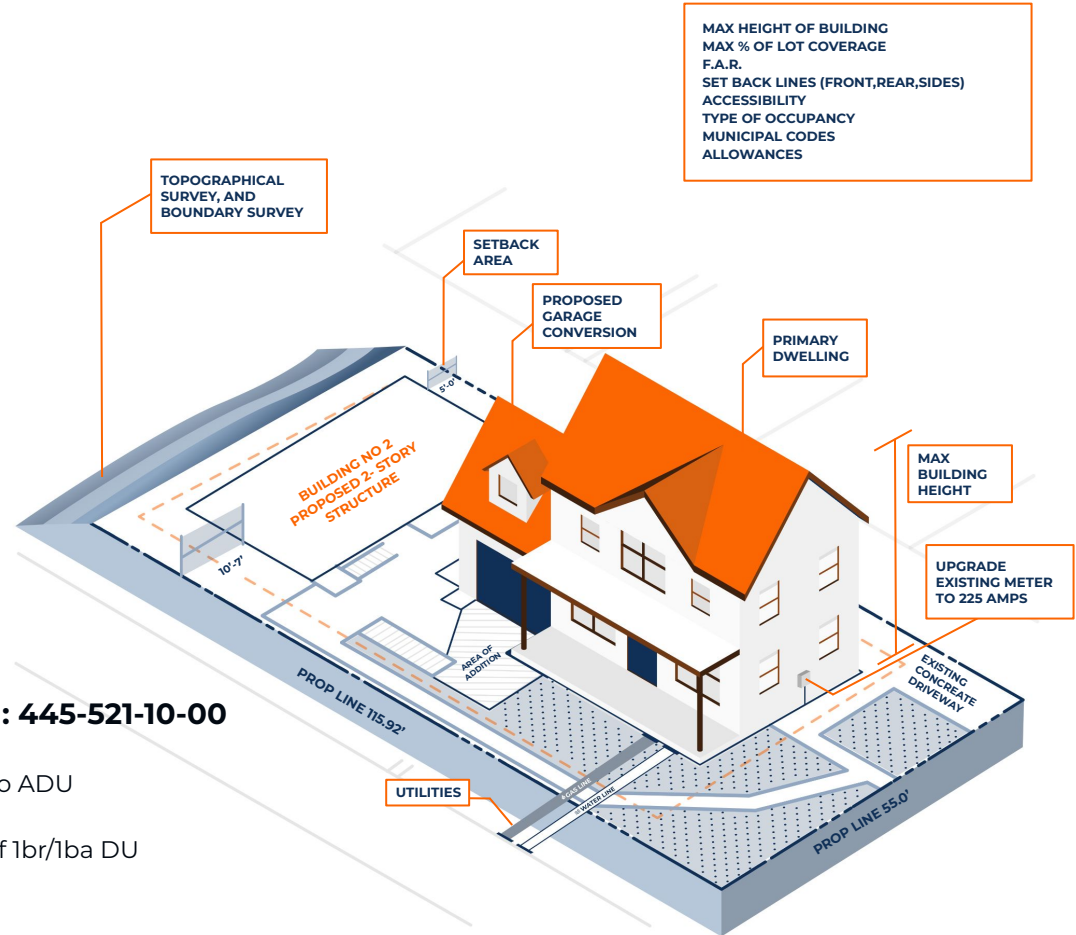 MAX HEIGHT OF BUILDING
MAX % OF LOT COVERAGE
F.A.R.
SET BACK LINES (FRONT,REAR,SIDES)
ACCESSIBILITY
TYPE OF OCCUPANCY
MUNICIPAL CODES
ALLOWANCES
TOPOGRAPHICAL
SURVEY, AND
BOUNDARY SURVEY
SETBACK
AREA
PROPOSED
GARAGE
CONVERSION
PRIMARY
DWELLING
5'-0'
BUILDING NO 2
PROPOSED 2- STORY
STRUCTURE
MAX
BUILDING
HEIGHT
10'-7'
UPGRADE
EXISTING METER
TO 225 AMPS
AREA OF
ADDITION
EXISTING
CONCREATE
DRIVEWAY
PROP LINE 115.92'
: 445-521-10-00
o ADU
GAS LINE
WATER LINE
UTILITIES
PROP LINE 55.0'
f 1br/1ba DU